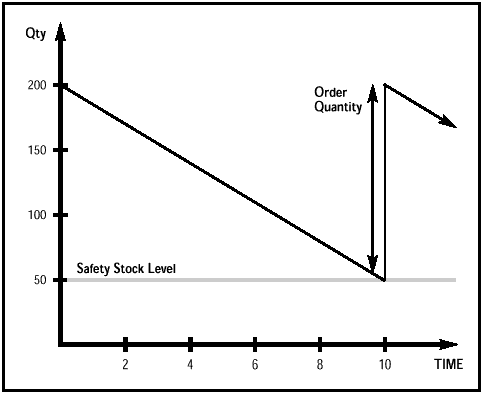 Qty
200
Order
Quantity
150
100
Safety Stock Level
50
2 4 6 8 10 TIME